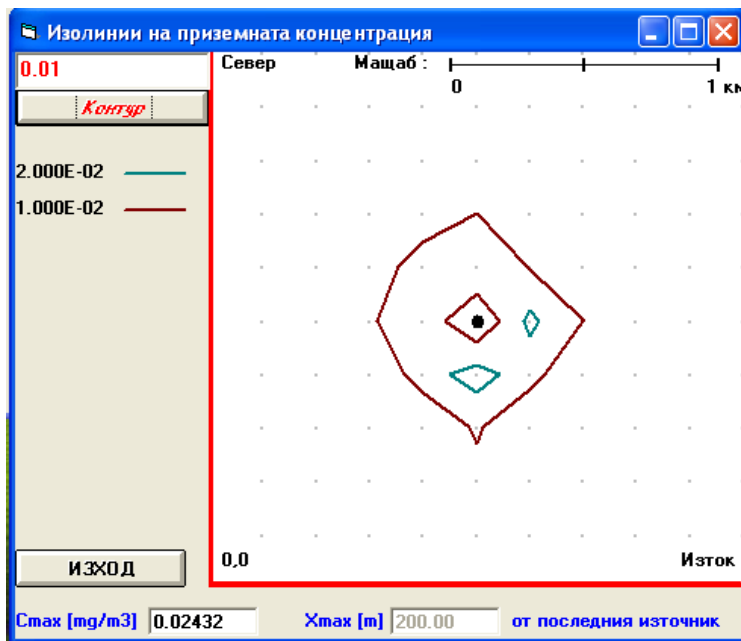 Изолинии на приземната концентрация
0.01
Север Мащаб :
0 1 км
Контур
2.000E-02
1.000E-02
ИЗХОД
0,0 Изток
Cmax [mg/m3] 0.02432 Xmax [m] 200.00 от последния източник